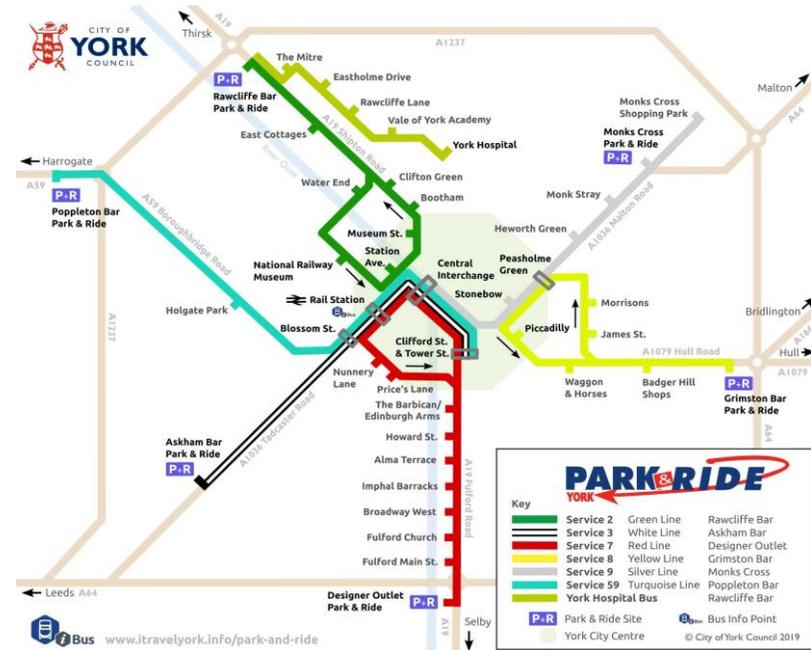 CITY OF
YORK
COUNCIL
A19
Thirsk
A1237
Malton
A64
P+R
Rawcliffe Bar
Park & Ride
The Mitre
Eastholme Drive
Rawcliffe Lane
Vale of York Academy
York Hospital
East Cottages
A19 Shipton Road
River Ouse
Monks Cross
Shopping Park
Monks Cross
Park & Ride
P+R
Harrogate
A59
P+R
Poppleton Bar
Park & Ride
A59 Boroughbridge Road
Water End
Clifton Green
Bootham
Museum St.
Station
Ave.
National Railway
Museum
Monk Stray
A1036 Malton Road
Heworth Green
Peasholme
Green
Central
Interchange
Stonebow
Rail Station
iBus
Holgate Park
Blossom St.
Clifford St.
& Tower St.
Piccadilly
Morrisons
James St.
Bridlington
A1237
A1079 Hull Road
Hull
A1079
Nunnery
Lane
Price's Lane
Waggon
& Horses
Badger Hill
Shops
P+R
Grimston Bar
Park & Ride
A64
The Barbican/
Edinburgh Arms
Howard St.
Alma Terrace
Imphal Barracks
Broadway West
Fulford Church
Fulford Main St.
A19 Fulford Road
Askham Bar
Park & Ride
P+R
A1036 Tadcaster Road
Designer Outlet
Park & Ride
P+R
Leeds A64
A19
Selby
PARK & RIDE
YORK
Key
Service 2 Green Line Rawcliffe Bar
Service 3 White Line Askham Bar
Service 7 Red Line Designer Outlet
Service 8 Yellow Line Grimston Bar
Service 9 Silver Line Monks Cross
Service 59 Turquoise Line Poppleton Bar
York Hospital Bus Rawcliffe Bar
P+R Park & Ride Site
iBus Bus Info Point
York City Centre
© City of York Council 2019
iBus www.itravelyork.info/park-and-ride